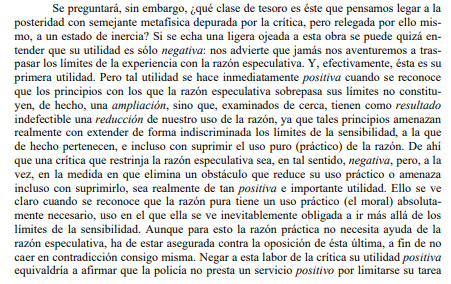 Se preguntará, sin embargo, ¿qué clase de tesoro es éste que pensamos legar a la
posteridad con semejante metafísica depurada por la crítica, pero relegada por ello mis-
mo, a un estado de inercia? Si se echa una ligera ojeada a esta obra se puede quizá en-
tender que su utilidad es sólo negativa: nos advierte que jamás nos aventuremos a tras-
pasar los límites de la experiencia con la razón especulativa. Y, efectivamente, ésta es su
primera utilidad. Pero tal utilidad se hace inmediatamente positiva cuando se reconoce
que los principios con los que la razón especulativa sobrepasa sus límites no constitu-
yen, de hecho, una ampliación, sino que, examinados de cerca, tienen como resultado
indefectible una reducción de nuestro uso de la razón, ya que tales principios amenazan
realmente con extender de forma indiscriminada los límites de la sensibilidad, a la que
de hecho pertenecen, e incluso con suprimir el uso puro (práctico) de la razón. De ahí
que una crítica que restrinja la razón especulativa sea, en tal sentido, negativa, pero, a la
vez, en la medida en que elimina un obstáculo que reduce su uso práctico o amenaza
incluso con suprimirlo, sea realmente de tan positiva e importante utilidad. Ello se ve
claro cuando se reconoce que la razón pura tiene un uso práctico (el moral) absoluta-
mente necesario, uso en el que ella se ve inevitablemente obligada a ir más allá de los
límites de la sensibilidad. Aunque para esto la razón práctica no necesita ayuda de la
razón especulativa, ha de estar asegurada contra la oposición de ésta última, a fin de no
caer en contradicción consigo misma. Negar a esta labor de la crítica su utilidad positiva
equivaldría a afirmar que la policía no presta un servicio positivo por limitarse su tarea